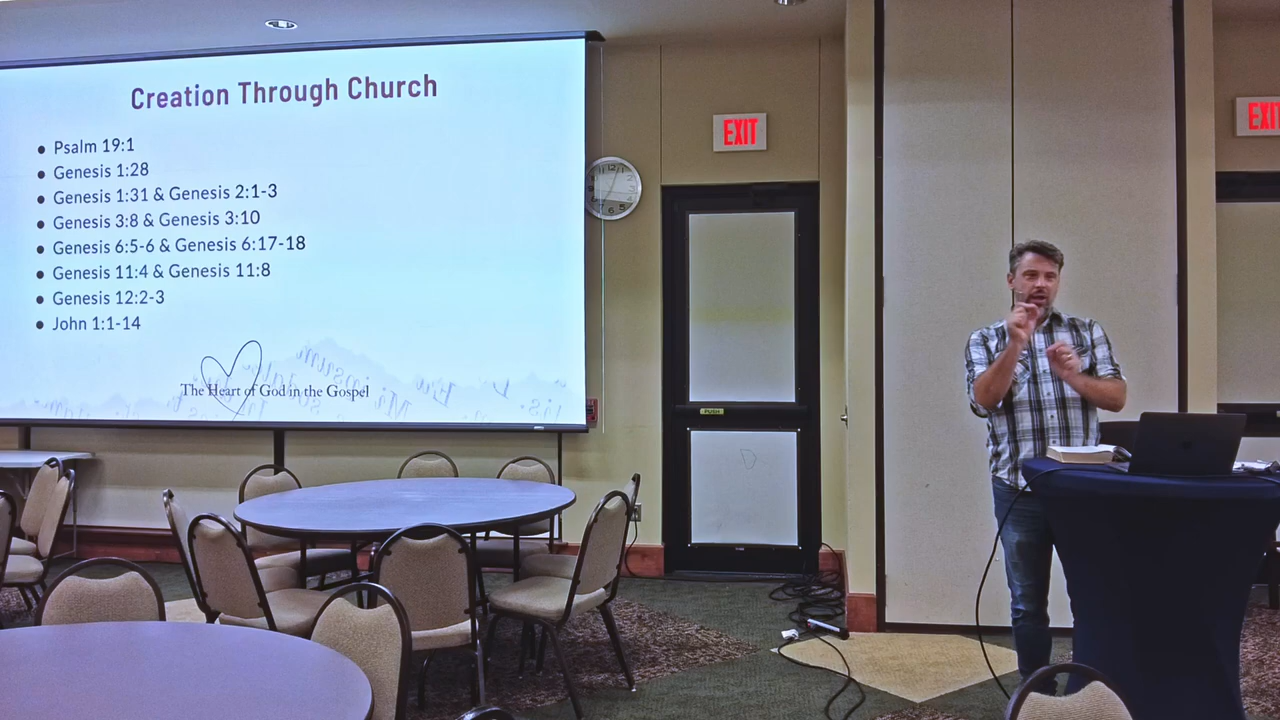 Creation Through Church
Psalm 19:1
Genesis 1:28
Genesis 1:31 & Genesis 2:1-3
Genesis 3:8 & Genesis 3:10
Genesis 6:5-6 & Genesis 6:17-18
Genesis 11:4 & Genesis 11:8
Genesis 12:2-3
John 1:1-14
The Heart of God in the Gospel
EXIT
PUSH